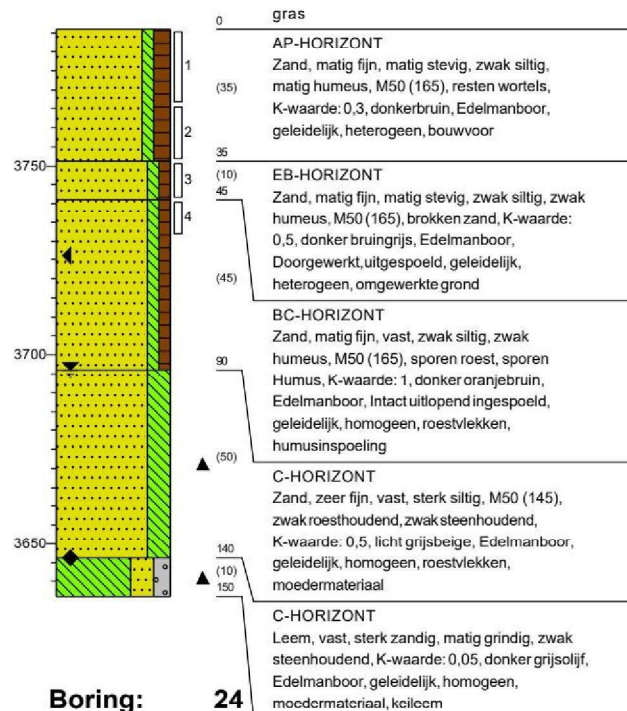 0 gras
AP-HORIZONT
Zand, matig fijn, matig stevig, zwak siltig,
matig humeus, M50 (165), resten wortels,
K-waarde: 0,3, donkerbruin, Edelmanboor,
geleidelijk, heterogeen, bouwvoor
1
(35)
2
35
3750
3
(10)
45
4
EB-HORIZONT
Zand, matig fijn, matig stevig, zwak siltig, zwak
humeus, M50 (165), brokken zand, K-waarde:
0,5, donker bruingrijs, Edelmanboor,
Doorgewerkt, uitgespoeld, geleidelijk,
heterogeen, omgewerkte grond
(45)
3700
90
BC-HORIZONT
Zand, matig fijn, vast, zwak siltig, zwak
humeus, M50 (165), sporen roest, sporen
Humus, K-waarde: 1, donker oranjebruin,
Edelmanboor, Intact uitlopend ingespoeld,
geleidelijk, homogeen, roestvlekken,
humusinspoeling
(50)
C-HORIZONT
Zand, zeer fijn, vast, sterk siltig, M50 (145),
zwak roesthoudend, zwak steenhoudend,
K-waarde: 0,5, licht grijsbeige, Edelmanboor,
geleidelijk, homogeen, roestvlekken,
moedermateriaal
3650
140
(10)
150
C-HORIZONT
Leem, vast, sterk zandig, matig grindig, zwak
steenhoudend, K-waarde: 0,05, donker grijsolijf,
Edelmanboor, geleidelijk, homogeen,
moedermateriaal, keileem
Boring: 24